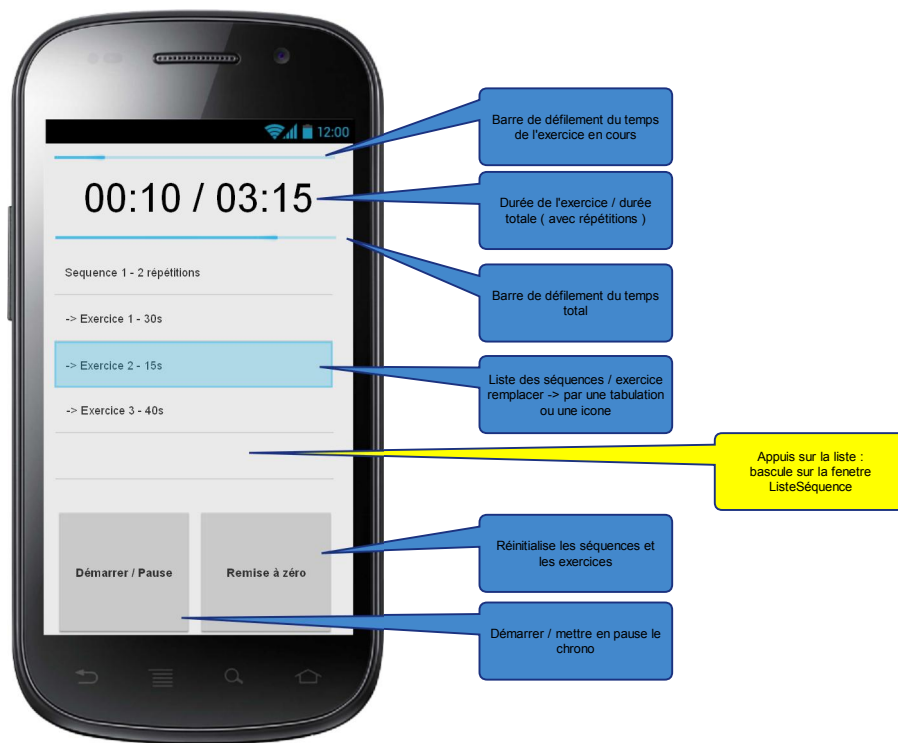 12:00
00:10 / 03:15
Sequence 1 - 2 répétitions
-> Exercice 1 - 30s
-> Exercice 2 - 15s
-> Exercice 3 - 40s
Démarrer / Pause
Remise à zéro
Barre de défilement du temps
de l'exercice en cours
Durée de l'exercice / durée
totale ( avec répétitions )
Barre de défilement du temps
total
Liste des séquences / exercice
remplacer -> par une tabulation
ou une icone
Appuis sur la liste :
bascule sur la fenetre
ListeSéquence
Réinitialise les séquences et
les exercices
Démarrer / mettre en pause le
chrono